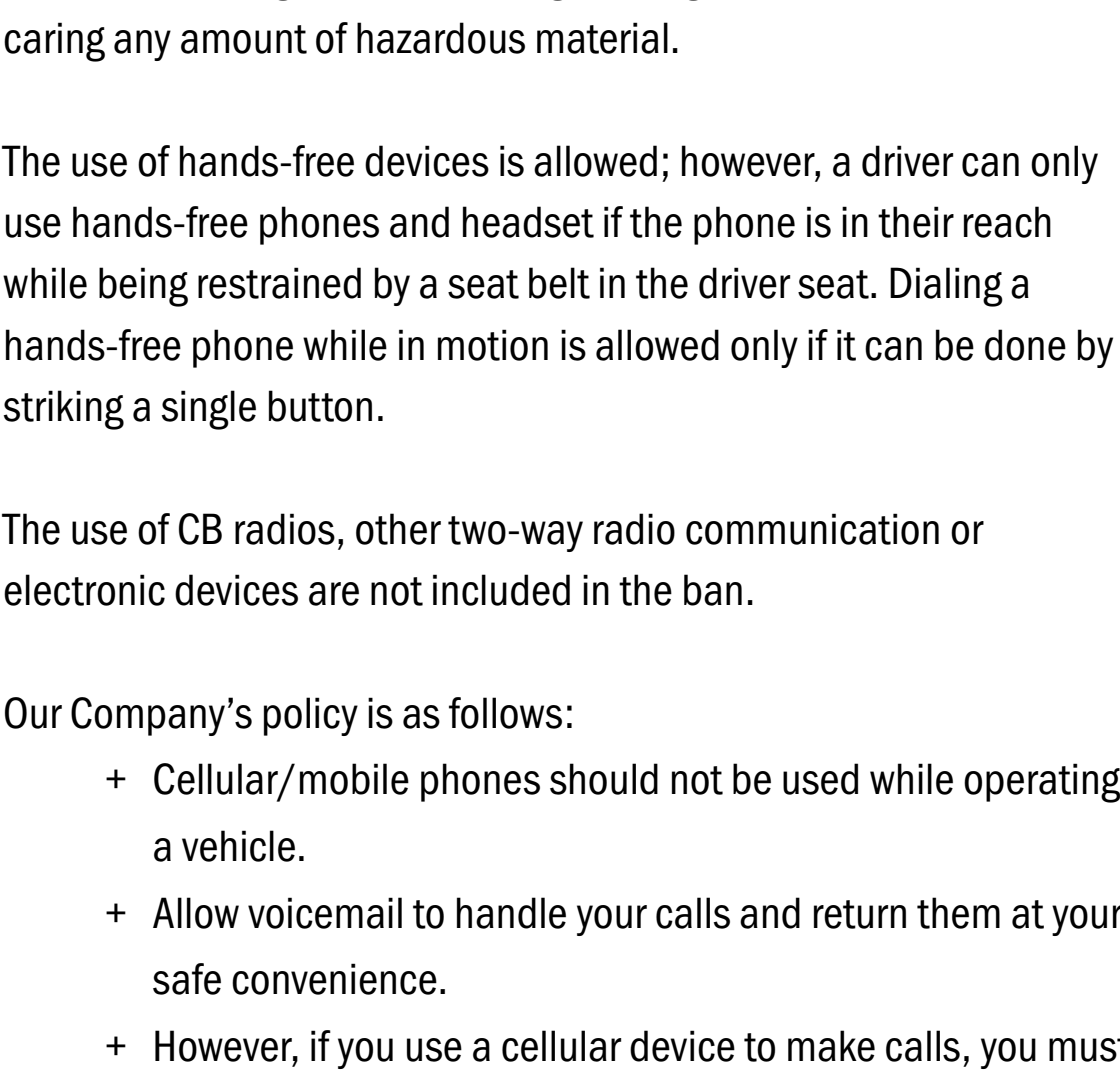 caring any amount of hazardous material.
The use of hands-free devices is allowed; however, a driver can only
use hands-free phones and headset if the phone is in their reach
while being restrained by a seat belt in the driver seat. Dialing a
hands-free phone while in motion is allowed only if it can be done by
striking a single button.
The use of CB radios, other two-way radio communication or
electronic devices are not included in the ban.
Our Company’s policy is as follows:
+ Cellular/mobile phones should not be used while operating
a vehicle.
+ Allow voicemail to handle your calls and return them at your
safe convenience.
+ However, if you use a cellular device to make calls, you must